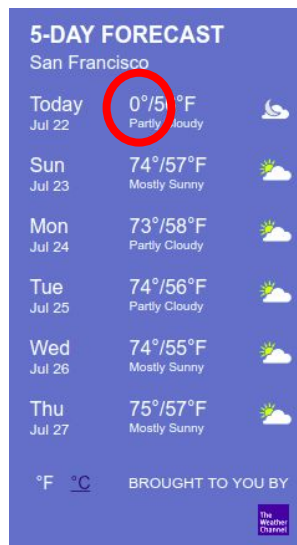 5-DAY FORECAST
San Francisco
Today 0°/56°F
Jul 22 Partly Cloudy
Sun 74°/57°F
Jul 23 Mostly Sunny
Mon 73°/58°F
Jul 24 Partly Cloudy
Tue 74°/56°F
Jul 25 Partly Cloudy
Wed 74°/55°F
Jul 26 Mostly Sunny
Thu 75°/57°F
Jul 27 Mostly Sunny
°F °C BROUGHT TO YOU BY
The
Weather
Channel